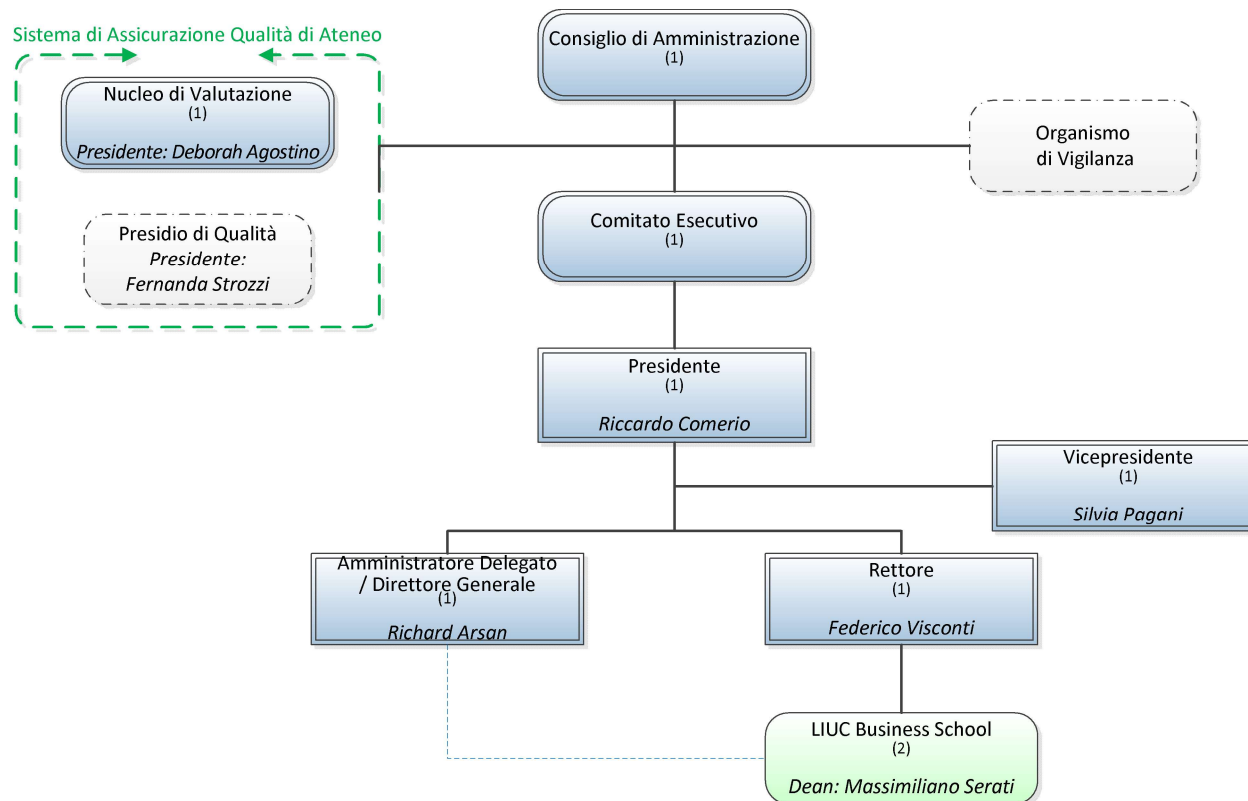 Sistema di Assicurazione Qualità di Ateneo
Consiglio di Amministrazione
(1)
Nucleo di Valutazione
(1)
Presidente: Deborah Agostino
Organismo
di Vigilanza
Presidio di Qualità
Presidente:
Fernanda Strozzi
Comitato Esecutivo
(1)
Presidente
(1)
Riccardo Comerio
Vicepresidente
(1)
Silvia Pagani
Amministratore Delegato
/ Direttore Generale
(1)
Richard Arsan
Rettore
(1)
Federico Visconti
LIUC Business School
(2)
Dean: Massimiliano Serati